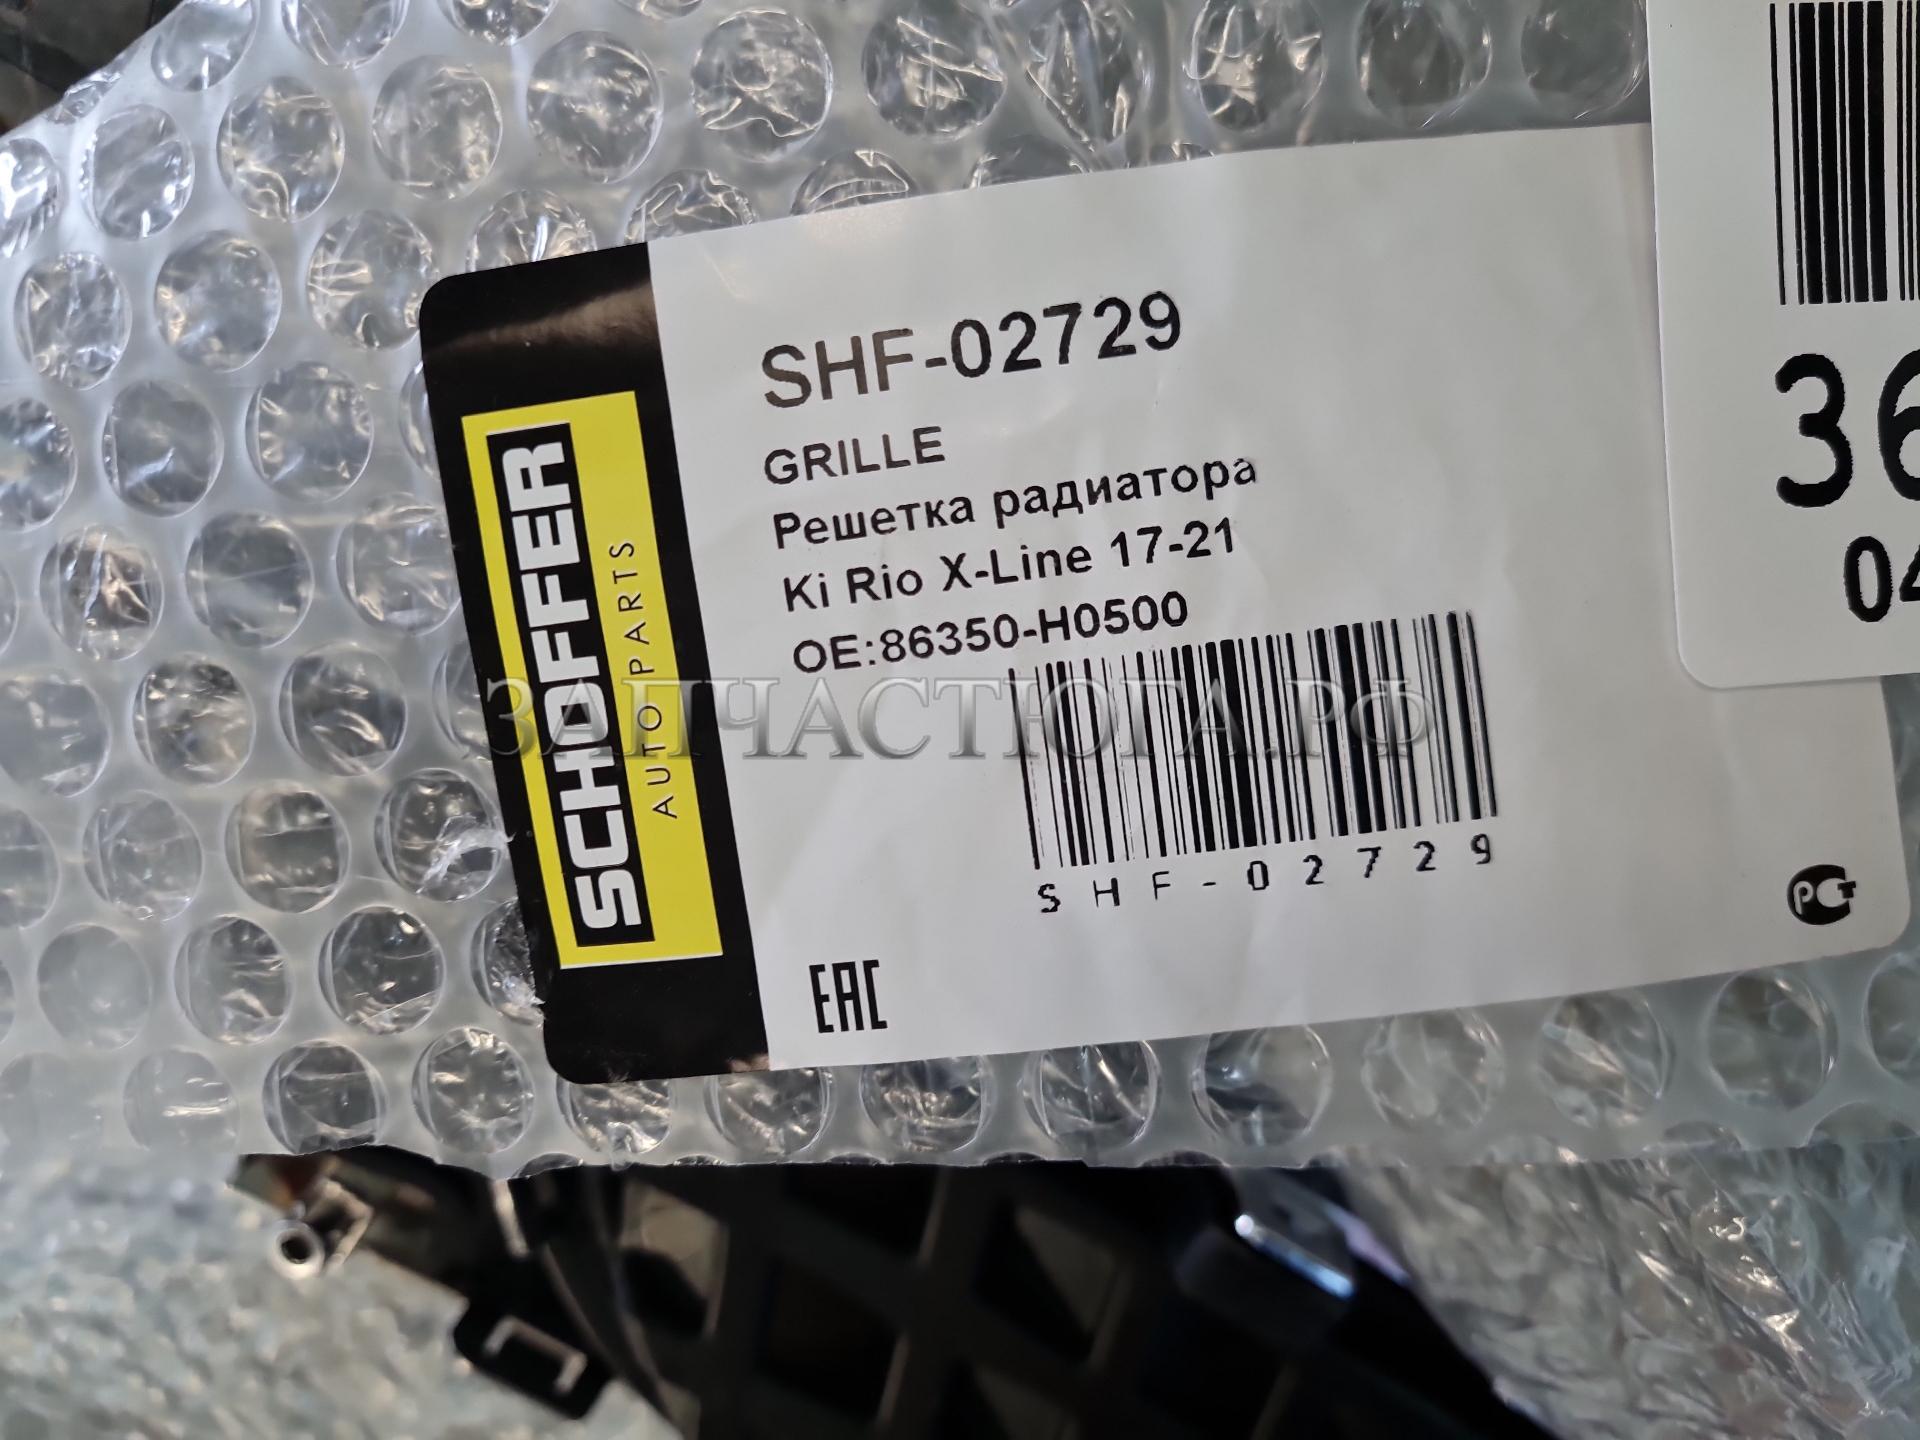 SHF-02729
GRILLE
Решетка радиатора
Ki Rio X-Line 17-21
OE:86350-H0500
SHF-02729
SCHOFFER
AUTO PARTS
EAC
РСТ
ЗАПЧАСТЮГА.РФ
36
04